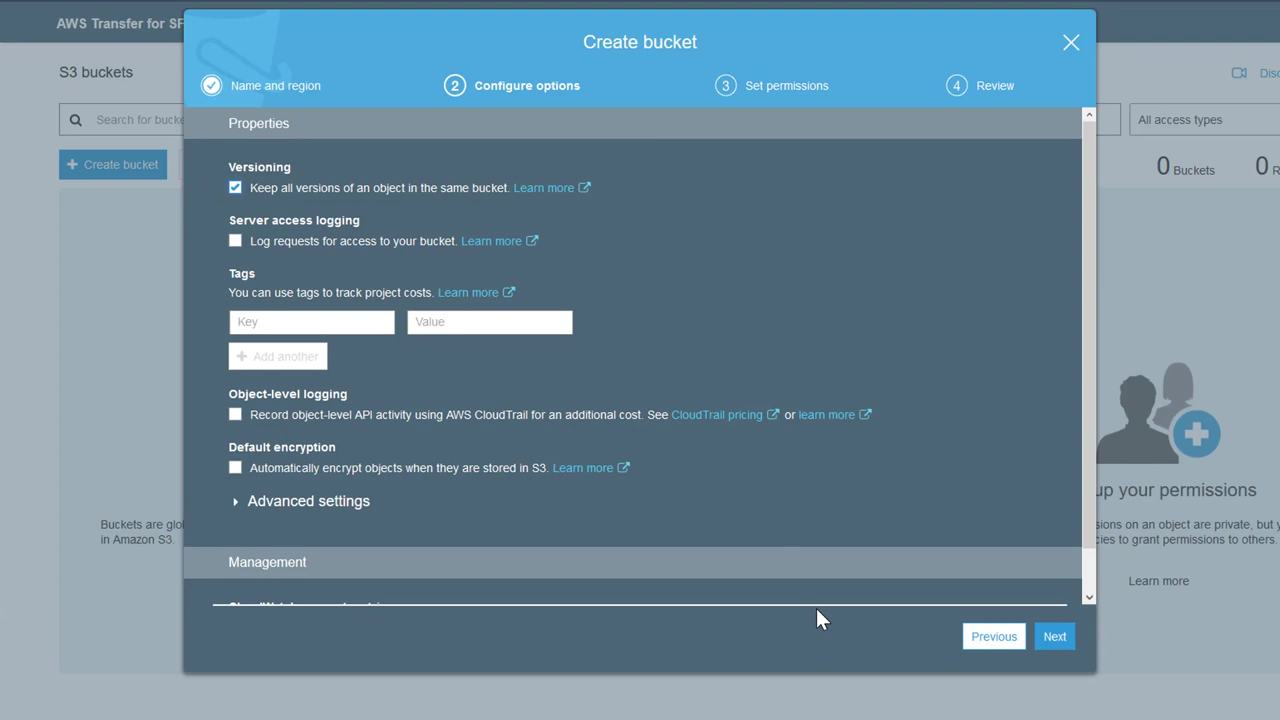 AWS Transfer for SF
Create bucket
S3 buckets
Disc
Name and region
2 Configure options
3 Set permissions
4 Review
Search for bucke
All access types
Properties
+ Create bucket
0 Buckets
0 R
Versioning
Keep all versions of an object in the same bucket. Learn more
Server access logging
Log requests for access to your bucket. Learn more
Tags
You can use tags to track project costs. Learn more
Key
Value
+ Add another
Object-level logging
Record object-level API activity using AWS CloudTrail for an additional cost. See CloudTrail pricing or learn more
Default encryption
Automatically encrypt objects when they are stored in S3. Learn more
Advanced settings
up your permissions
Buckets are glo
in Amazon S3.
sions on an object are private, but y
cies to grant permissions to others.
Management
Learn more
Previous
Next